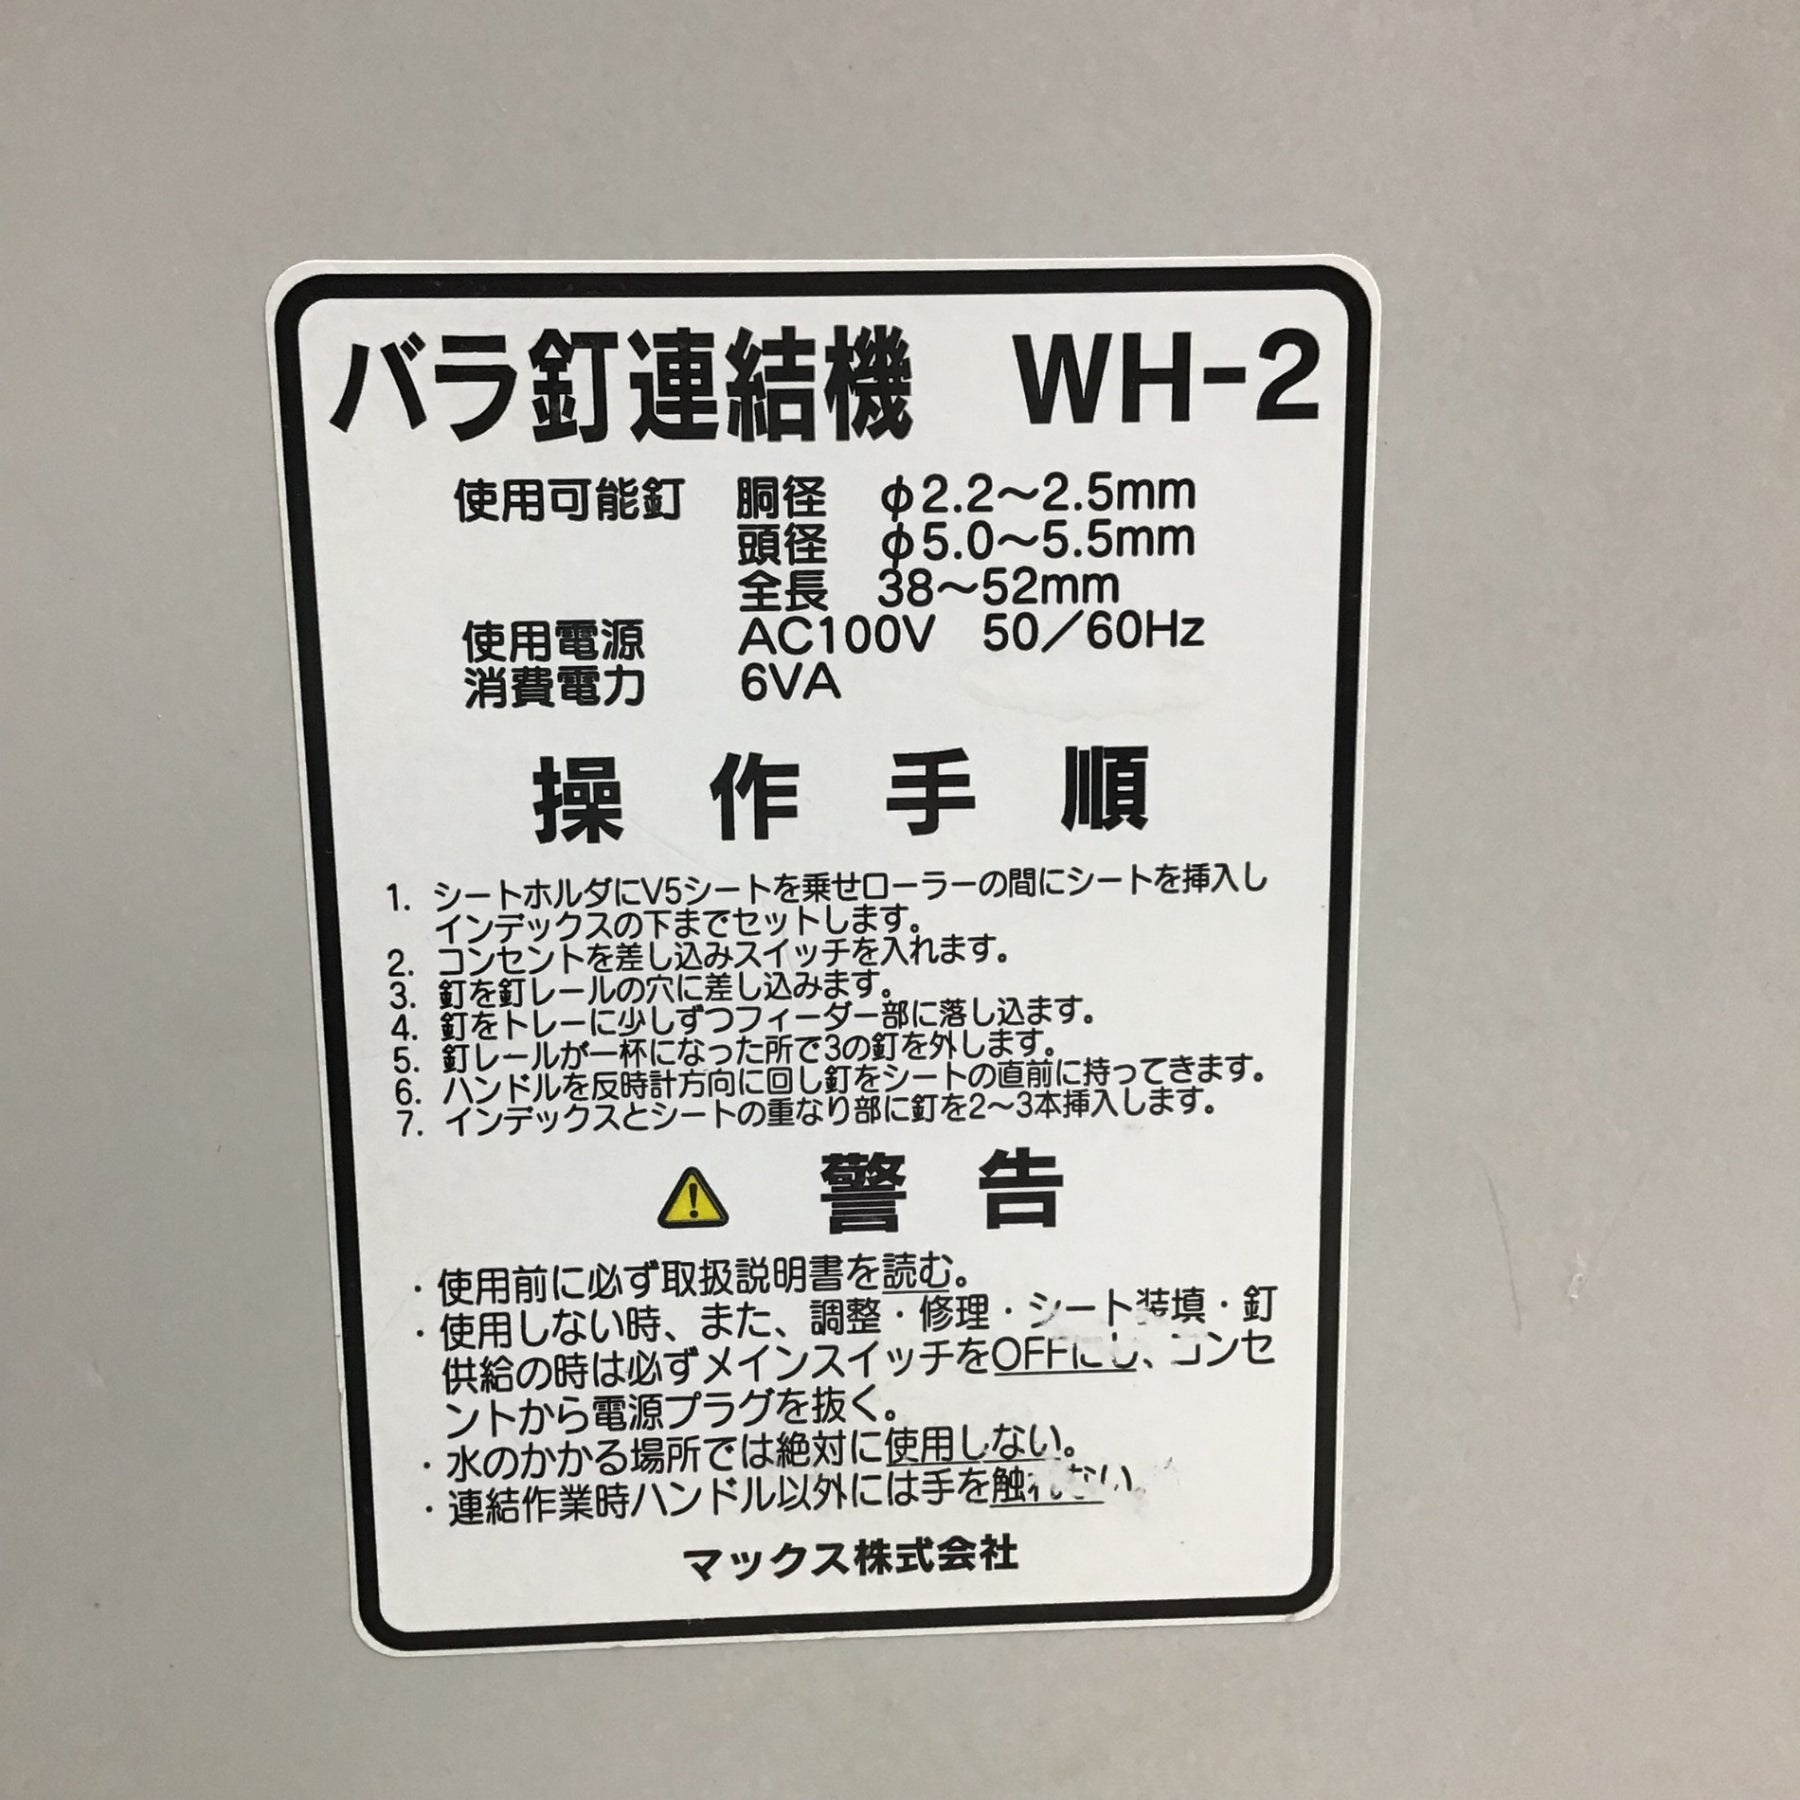 バラ釘連結機　WH-2
使用可能釘　胴径　φ2.2〜2.5mm
頭径　φ5.0〜5.5mm
全長　38〜52mm
使用電源　AC100V　50／60Hz
消費電力　6VA
操作手順
1. シートホルダにV5シートを乗せローラーの間にシートを挿入し
インデックスの下までセットします。
2. コンセントを差し込みスイッチを入れます。
3. 釘を釘レールの穴に差し込みます。
4. 釘をトレーに少しずつフィーダー部に落し込ます。
5. 釘レールが一杯になった所で3の釘を外します。
6. ハンドルを反時計方向に回し釘をシートの直前に持ってきます。
7. インデックスとシートの重なり部に釘を2〜3本挿入します。
警告
・使用前に必ず取扱説明書を読む。
・使用しない時、また、調整・修理・シート装填・釘
供給の時は必ずメインスイッチをOFFにし、コンセ
ントから電源プラグを抜く。
・水のかかる場所では絶対に使用しない。
・連結作業時ハンドル以外には手を触れない
マックス株式会社